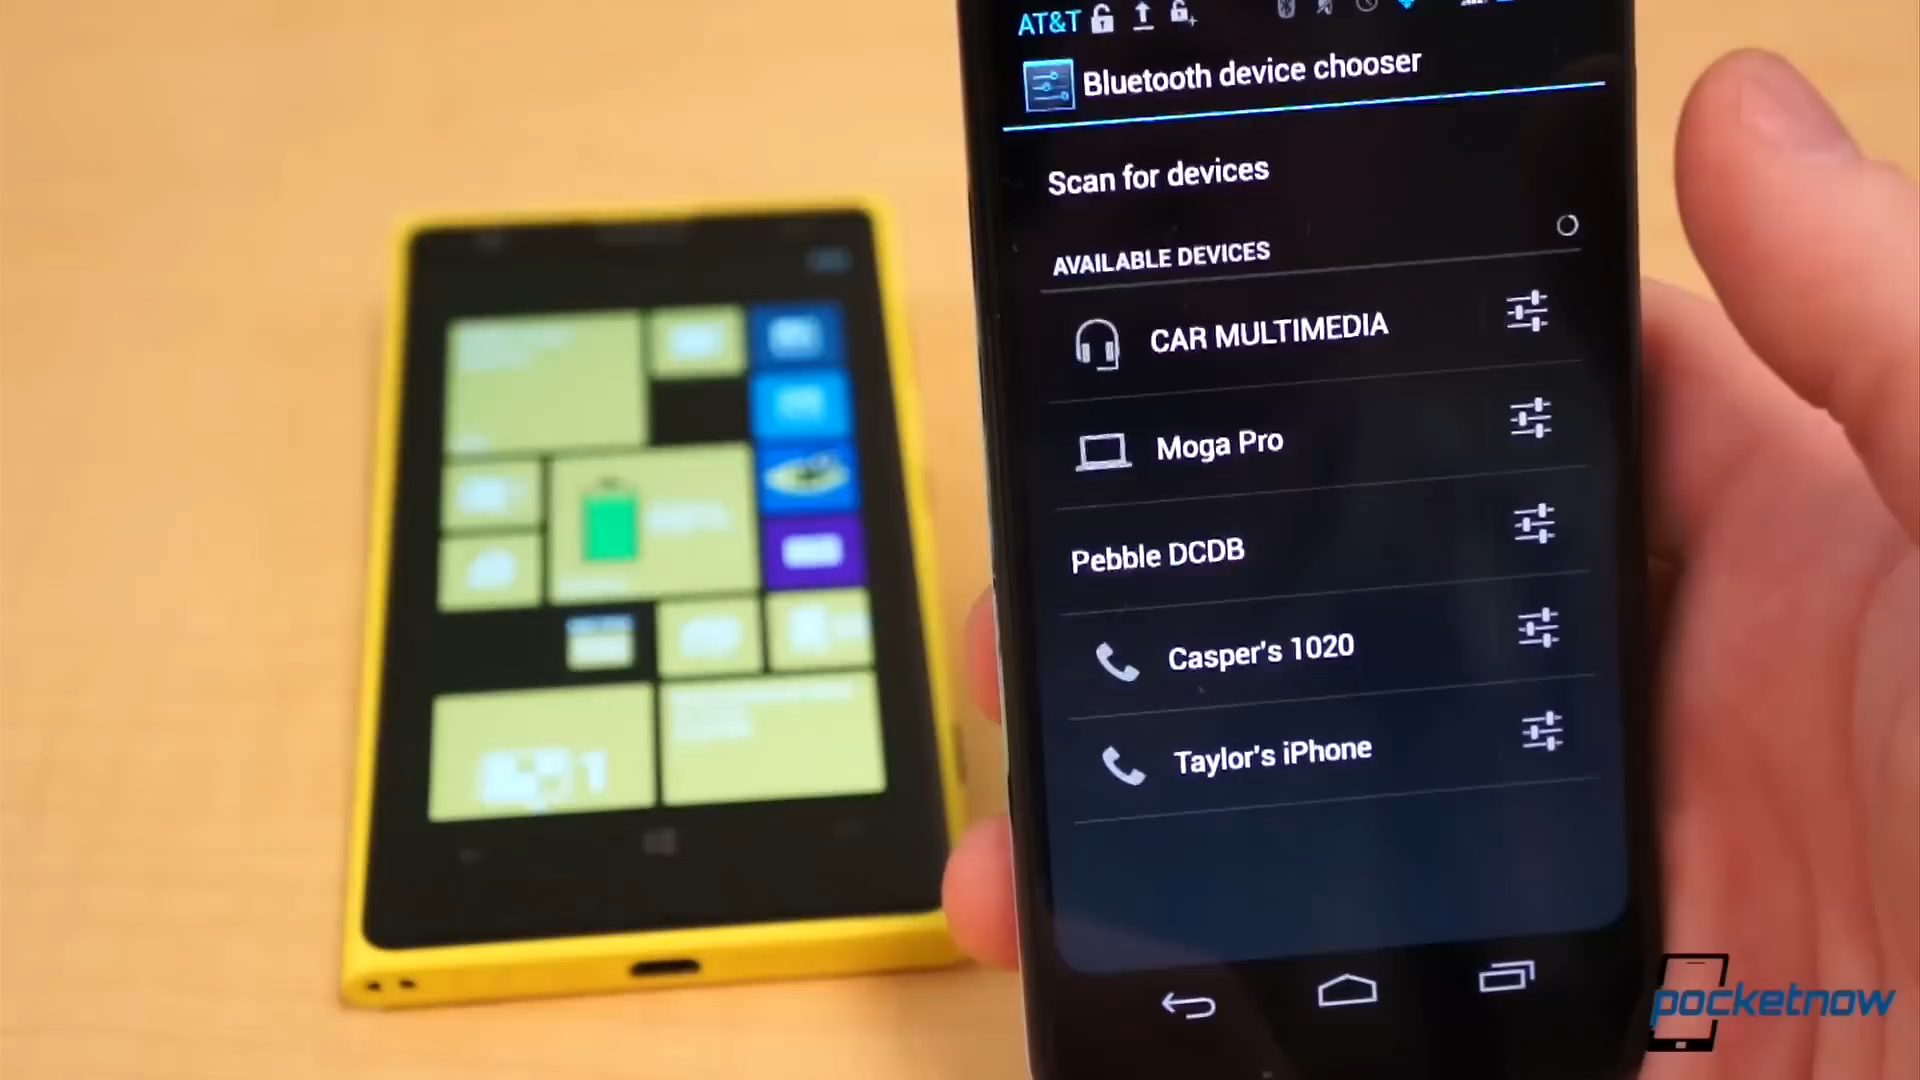 AT&T
Bluetooth device chooser
Scan for devices
AVAILABLE DEVICES
CAR MULTIMEDIA
Moga Pro
Pebble DCDB
Casper's 1020
Taylor's iPhone
pocketnow